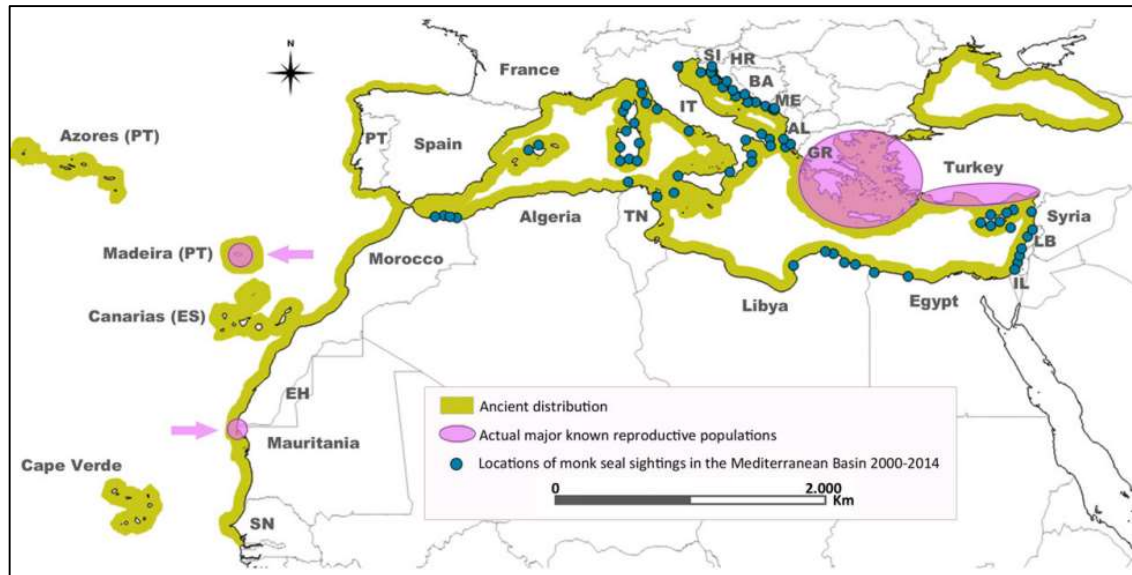 N
SI
HR
France
BA
IT
ME
Azores (PT)
PT
Spain
AL
GR
Turkey
Algeria
TN
Syria
Madeira (PT)
Morocco
LB
Canarias (ES)
Libya
Egypt
IL
EH
Mauritania
Cape Verde
SN
Ancient distribution
Actual major known reproductive populations
Locations of monk seal sightings in the Mediterranean Basin 2000-2014
0 2.000
Km